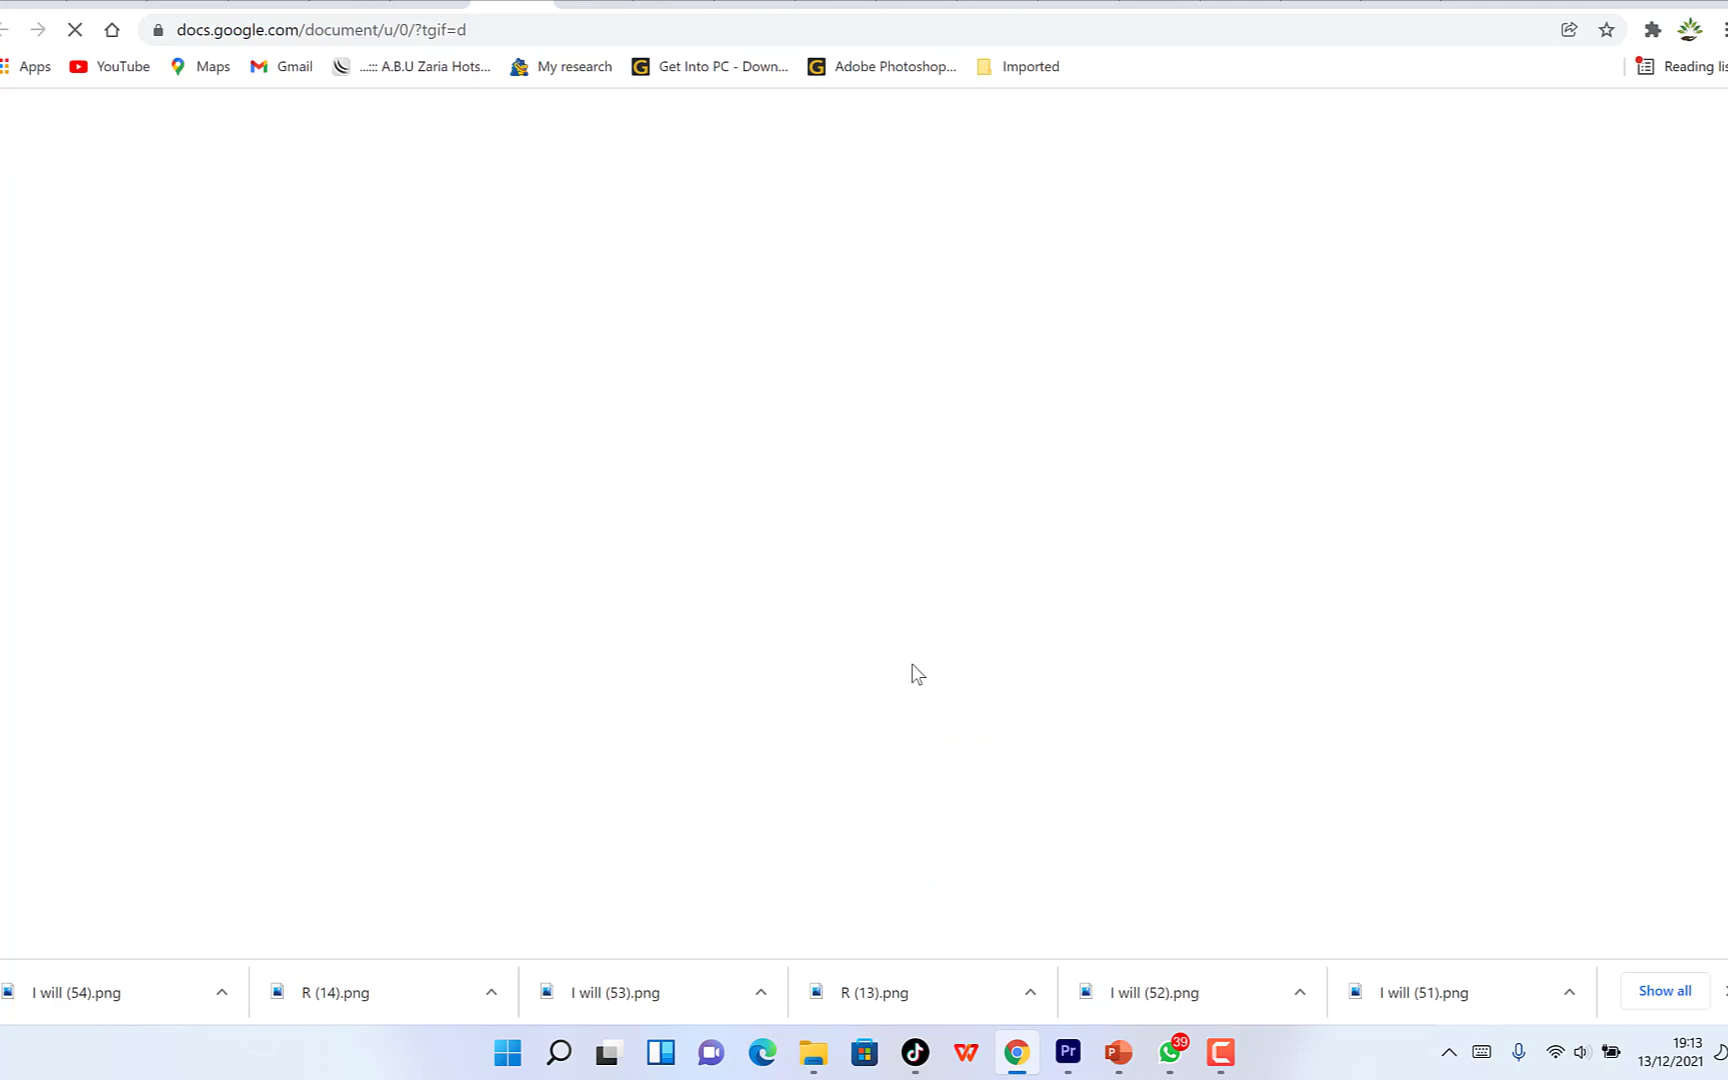 docs.google.com/document/u/0/?tgif=d
Apps YouTube Maps Gmail ...::: A.B.U Zaria Hots... My research Get Into PC - Down... Adobe Photoshop... Imported Reading lis
I will (54).png R (14).png I will (53).png R (13).png I will (52).png I will (51).png Show all
39
Pr
19:13
13/12/2021